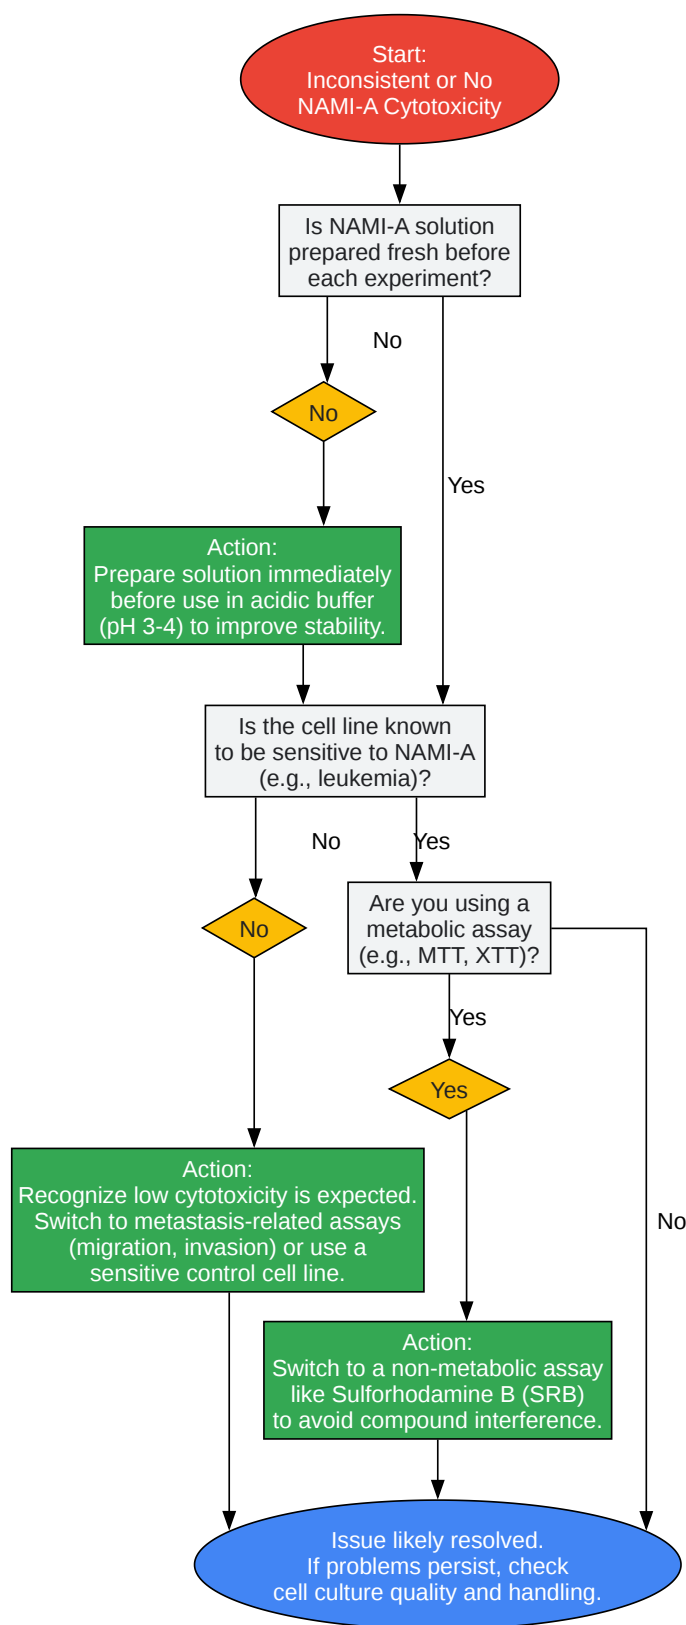 Start:
Inconsistent or No
NAMI-A Cytotoxicity
Is NAMI-A solution
prepared fresh before
each experiment?
No
No
Yes
Action:
Prepare solution immediately
before use in acidic buffer
(pH 3-4) to improve stability.
Is the cell line known
to be sensitive to NAMI-A
(e.g., leukemia)?
No
Yes
Are you using a
metabolic assay
(e.g., MTT, XTT)?
No
Yes
Yes
Action:
Recognize low cytotoxicity is expected.
Switch to metastasis-related assays
(migration, invasion) or use a
sensitive control cell line.
No
Action:
Switch to a non-metabolic assay
like Sulforhodamine B (SRB)
to avoid compound interference.
Issue likely resolved.
If problems persist, check
cell culture quality and handling.